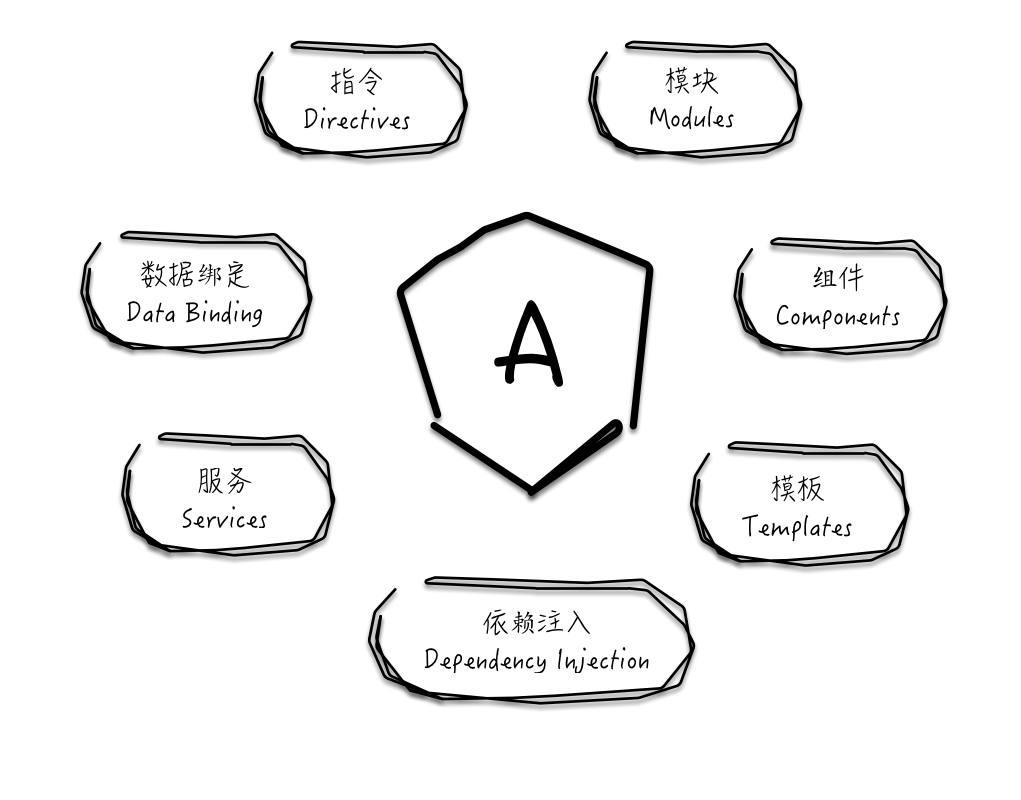 指令
Directives
模块
Modules
数据绑定
Data Binding
A
组件
Components
服务
Services
模板
Templates
依赖注入
Dependency Injection